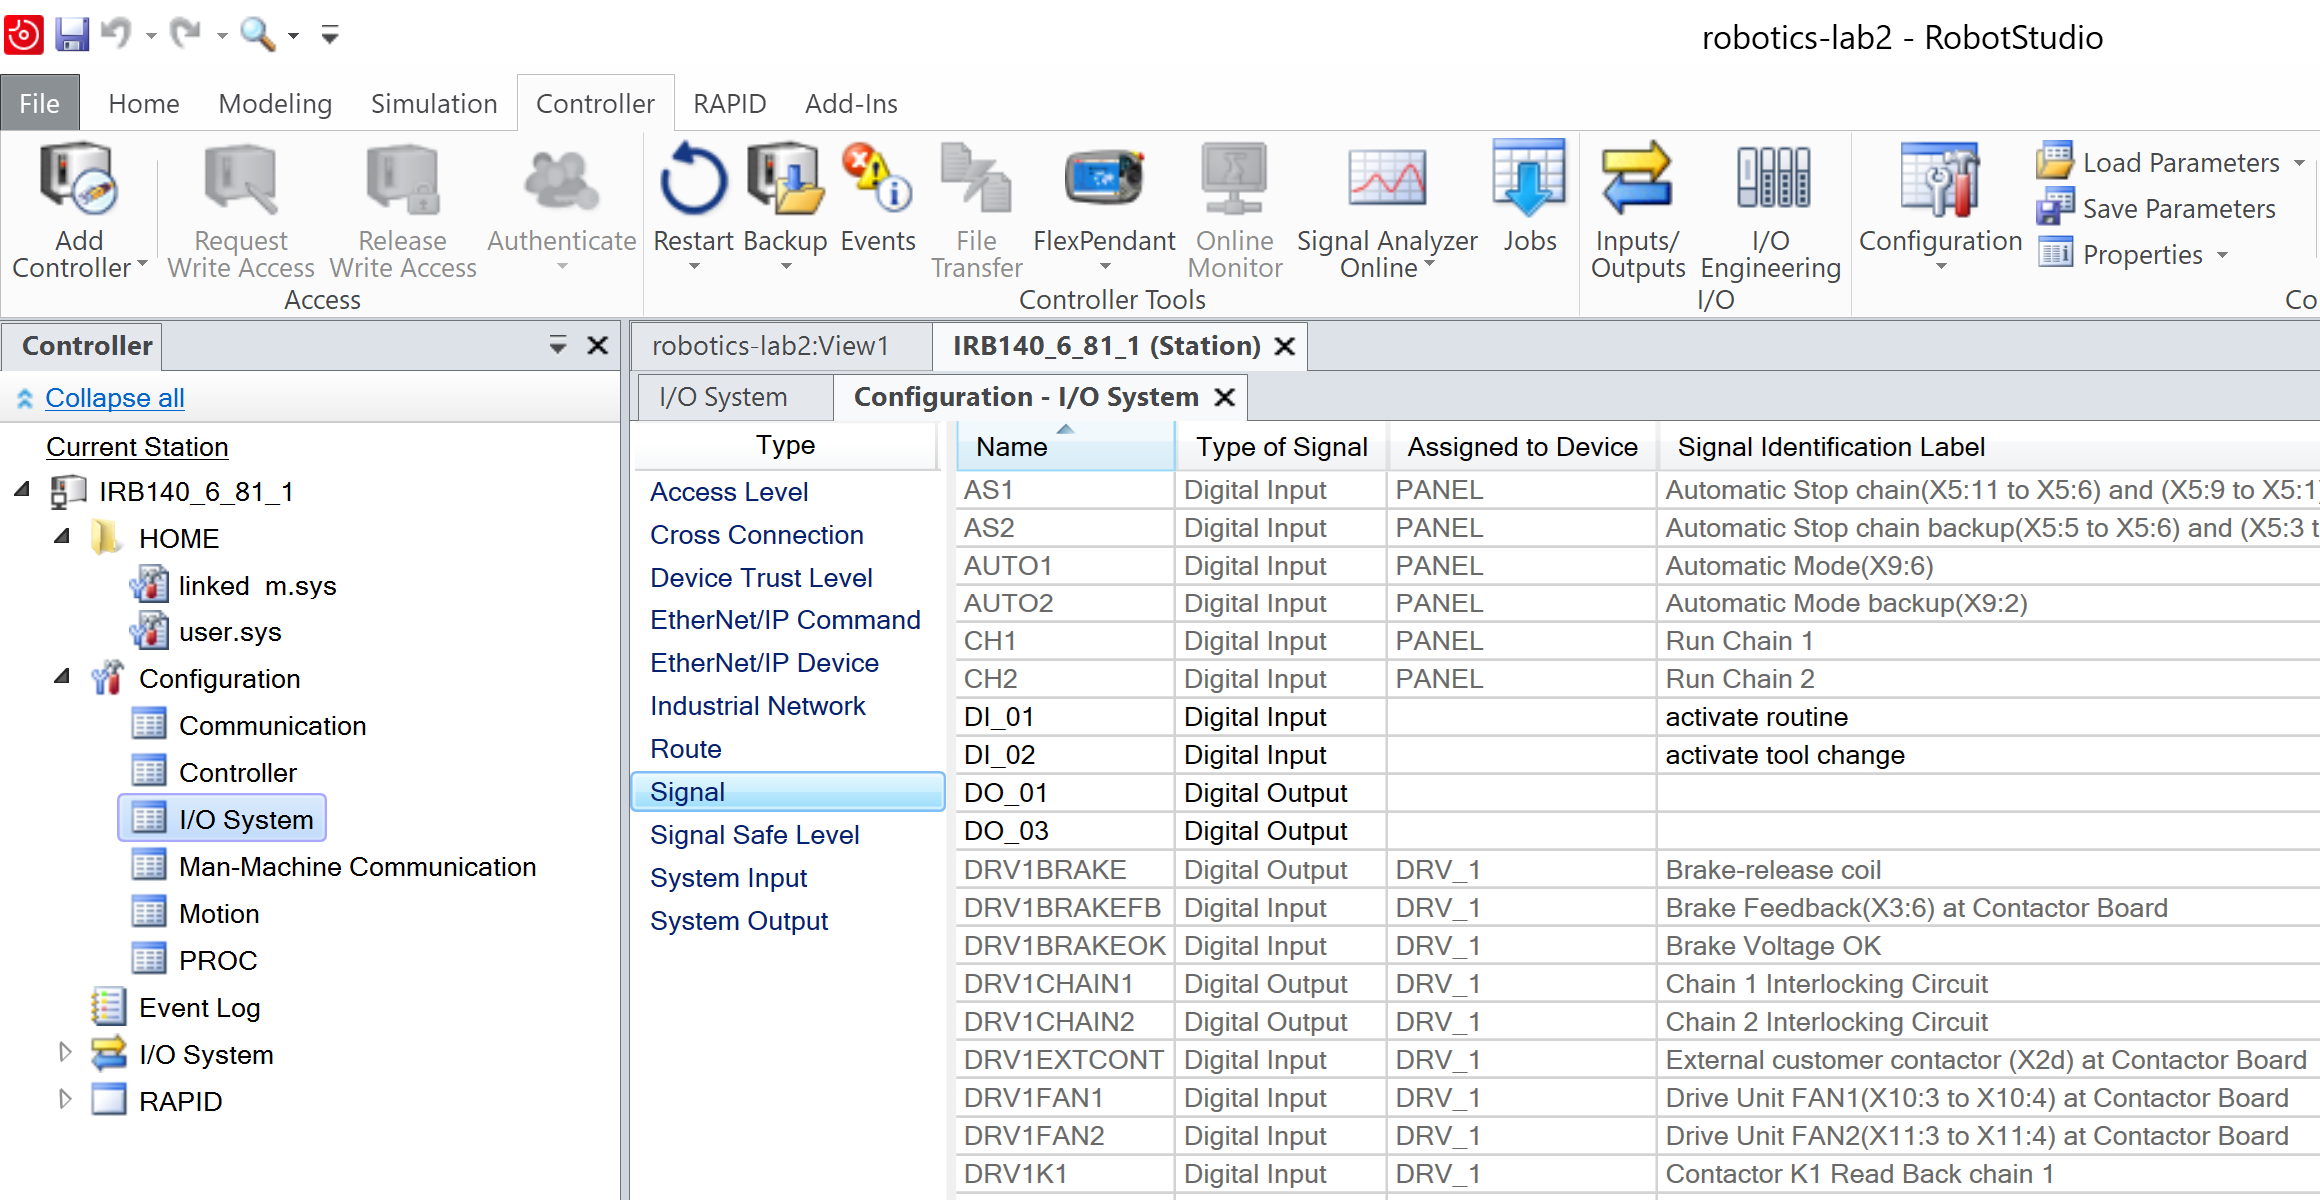 robotics-lab2 - RobotStudio
File Home Modeling Simulation Controller RAPID Add-Ins
Add Controller
Request Write Access
Release Write Access
Authenticate
Access
Restart
Backup
Events
File Transfer
FlexPendant
Online Monitor
Signal Analyzer Online
Jobs
Controller Tools
Inputs/ Outputs
I/O Engineering
I/O
Configuration
Load Parameters
Save Parameters
Properties
Co
Controller
Collapse all
Current Station
IRB140_6_81_1
HOME
linked m.sys
user.sys
Configuration
Communication
Controller
I/O System
Man-Machine Communication
Motion
PROC
Event Log
I/O System
RAPID
robotics-lab2:View1 IRB140_6_81_1 (Station)
I/O System Configuration - I/O System
Type
Access Level
Cross Connection
Device Trust Level
EtherNet/IP Command
EtherNet/IP Device
Industrial Network
Route
Signal
Signal Safe Level
System Input
System Output
Name Type of Signal Assigned to Device Signal Identification Label
AS1 Digital Input PANEL Automatic Stop chain(X5:11 to X5:6) and (X5:9 to X5:1
AS2 Digital Input PANEL Automatic Stop chain backup(X5:5 to X5:6) and (X5:3 t
AUTO1 Digital Input PANEL Automatic Mode(X9:6)
AUTO2 Digital Input PANEL Automatic Mode backup(X9:2)
CH1 Digital Input PANEL Run Chain 1
CH2 Digital Input PANEL Run Chain 2
DI_01 Digital Input activate routine
DI_02 Digital Input activate tool change
DO_01 Digital Output
DO_03 Digital Output
DRV1BRAKE Digital Output DRV_1 Brake-release coil
DRV1BRAKEFB Digital Input DRV_1 Brake Feedback(X3:6) at Contactor Board
DRV1BRAKEOK Digital Input DRV_1 Brake Voltage OK
DRV1CHAIN1 Digital Output DRV_1 Chain 1 Interlocking Circuit
DRV1CHAIN2 Digital Output DRV_1 Chain 2 Interlocking Circuit
DRV1EXTCONT Digital Input DRV_1 External customer contactor (X2d) at Contactor Board
DRV1FAN1 Digital Input DRV_1 Drive Unit FAN1(X10:3 to X10:4) at Contactor Board
DRV1FAN2 Digital Input DRV_1 Drive Unit FAN2(X11:3 to X11:4) at Contactor Board
DRV1K1 Digital Input DRV_1 Contactor K1 Read Back chain 1